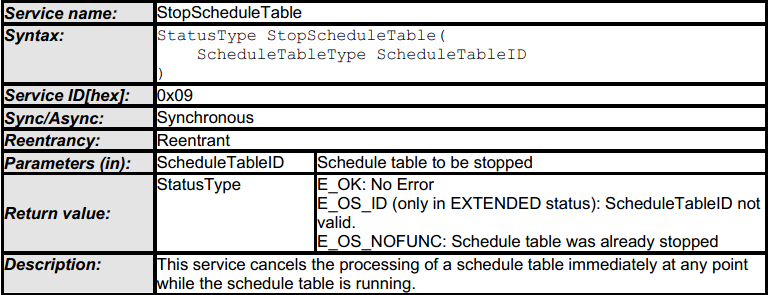 Service name: StopScheduleTable
Syntax: StatusType StopScheduleTable(
ScheduleTableType ScheduleTableID
)
Service ID[hex]: 0x09
Sync/Async: Synchronous
Reentrancy: Reentrant
Parameters (in): ScheduleTableID Schedule table to be stopped
Return value: StatusType E_OK: No Error
E_OS_ID (only in EXTENDED status): ScheduleTableID not
valid.
E_OS_NOFUNC: Schedule table was already stopped
Description: This service cancels the processing of a schedule table immediately at any point
while the schedule table is running.